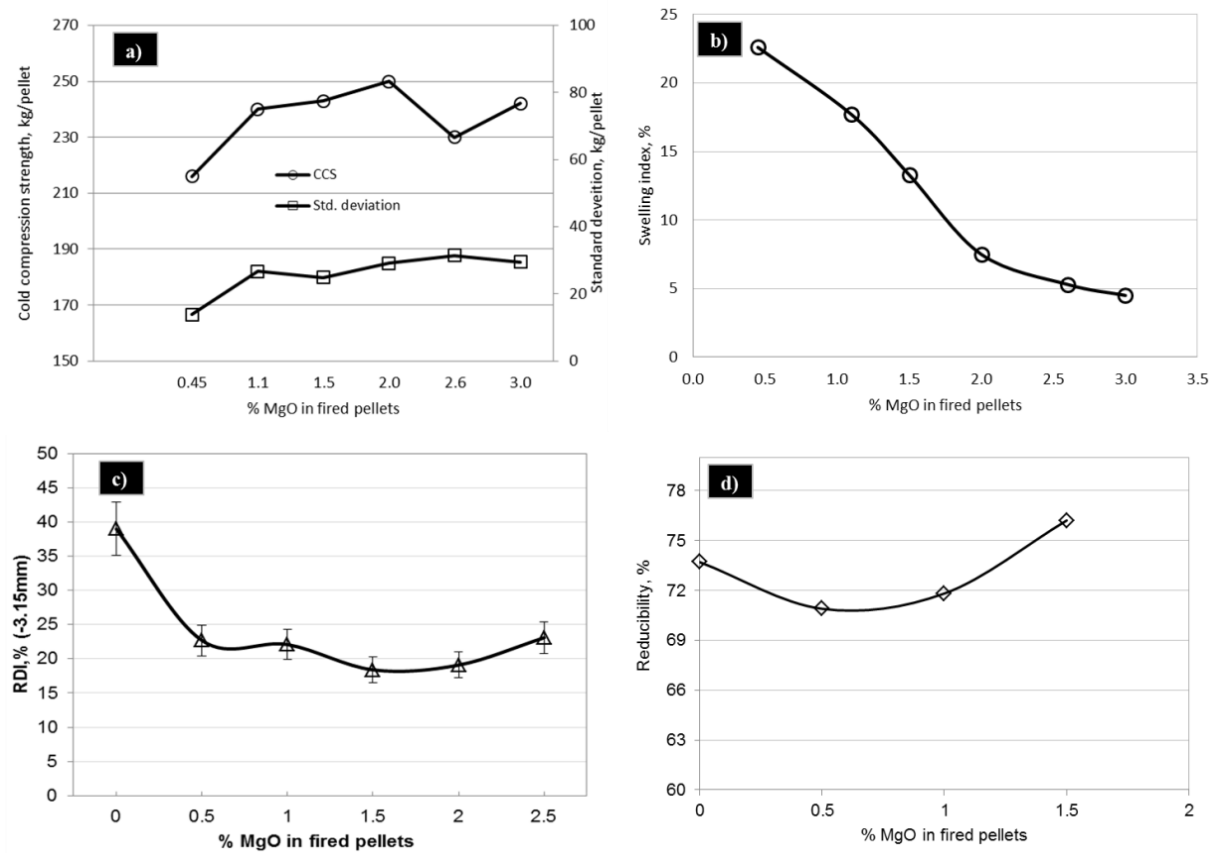 a)
Cold compression strength, kg/pellet
270
250
230
210
190
170
150
100
80
60
40
20
0
Standard deveition, kg/pellet
CCS
Std. deviation
0.45 1.1 1.5 2.0 2.6 3.0
% MgO in fired pellets
b)
Swelling index, %
25
20
15
10
5
0
0.0 0.5 1.0 1.5 2.0 2.5 3.0 3.5
% MgO in fired pellets
c)
RDI,% (-3.15mm)
50
45
40
35
30
25
20
15
10
5
0
0 0.5 1 1.5 2 2.5
% MgO in fired pellets
d)
Reducibility, %
78
75
72
69
66
63
60
0 0.5 1 1.5 2
% MgO in fired pellets